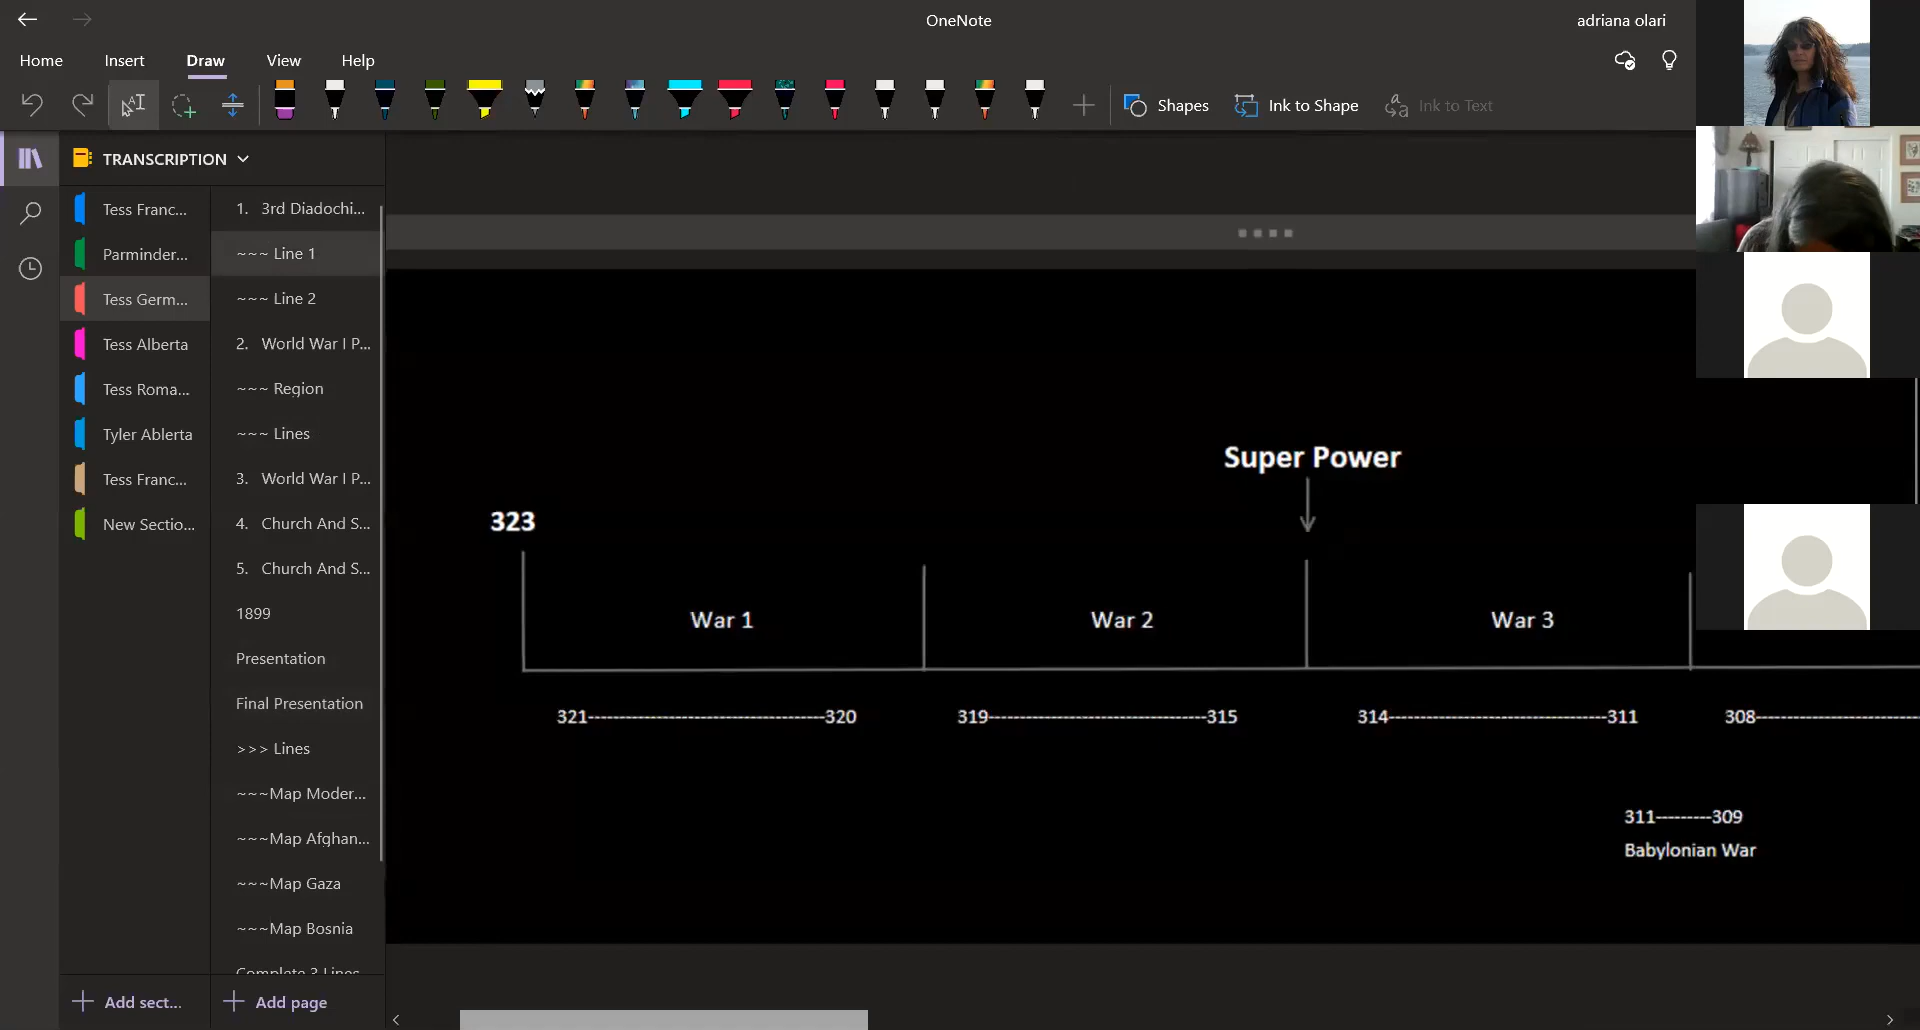 OneNote
adriana olari
Home Insert Draw View Help
Shapes Ink to Shape Ink to Text
TRANSCRIPTION
Tess Franc...
Parminder...
Tess Germ...
Tess Alberta
Tess Roma...
Tyler Ablerta
Tess Franc...
New Sectio...
Add sect...
1. 3rd Diadochi...
~~~ Line 1
~~~ Line 2
2. World War I P...
~~~ Region
~~~ Lines
3. World War I P...
4. Church And S...
5. Church And S...
1899
Presentation
Final Presentation
>>> Lines
~~~Map Moder...
~~~Map Afghan...
~~~Map Gaza
~~~Map Bosnia
Complete 3 Lines
Add page
Super Power
323
War 1 War 2 War 3
321--------------------------------------320 319-----------------------------------315 314-----------------------------------311 308--------------------------
311---------309
Babylonian War